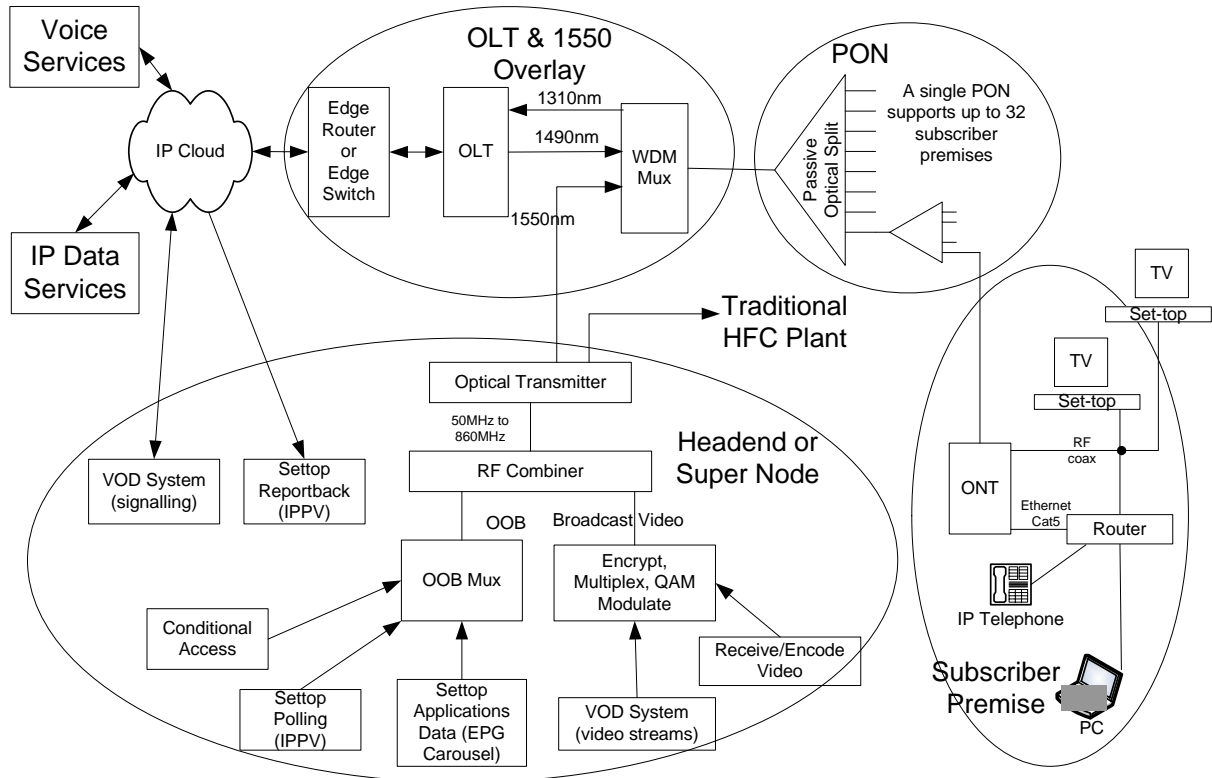 Voice
Services
IP Cloud
IP Data
Services
OLT & 1550
Overlay
Edge
Router
or
Edge
Switch
OLT
1310nm
1490nm
1550nm
WDM
Mux
PON
Passive
Optical Split
A single PON
supports up to 32
subscriber
premises
Traditional
HFC Plant
Optical Transmitter
50MHz to
860MHz
RF Combiner
Headend or
Super Node
VOD System
(signalling)
Settop
Reportback
(IPPV)
OOB
Broadcast Video
OOB Mux
Encrypt,
Multiplex, QAM
Modulate
Conditional
Access
Settop
Polling
(IPPV)
Settop
Applications
Data (EPG
Carousel)
VOD System
(video streams)
Receive/Encode
Video
TV
Set-top
TV
Set-top
RF
coax
ONT
Ethernet
Cat5
Router
IP Telephone
Subscriber
Premise
PC